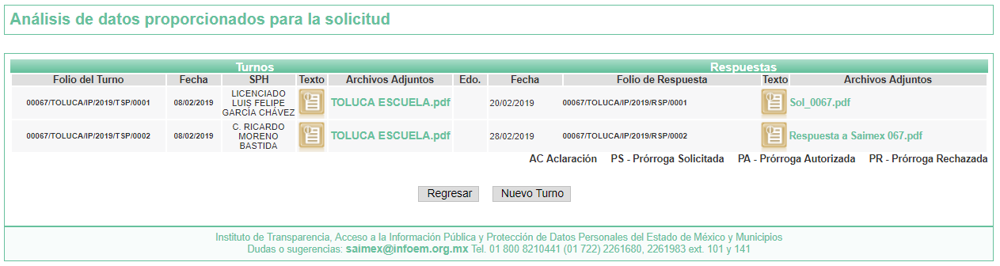 Análisis de datos proporcionados para la solicitud
Turnos Respuestas
Folio del Turno Fecha SPH Texto Archivos Adjuntos Edo. Fecha Folio de Respuesta Texto Archivos Adjuntos
00067/TOLUCA/IP/2019/TSP/0001 08/02/2019 LICENCIADO LUIS FELIPE GARCÍA CHÁVEZ TOLUCA ESCUELA.pdf 20/02/2019 00067/TOLUCA/IP/2019/RSP/0001 Sol_0067.pdf
00067/TOLUCA/IP/2019/TSP/0002 08/02/2019 C. RICARDO MORENO BASTIDA TOLUCA ESCUELA.pdf 28/02/2019 00067/TOLUCA/IP/2019/RSP/0002 Respuesta a Saimex 067.pdf
AC Aclaración PS - Prórroga Solicitada PA - Prórroga Autorizada PR - Prórroga Rechazada
Regresar Nuevo Turno
Instituto de Transparencia, Acceso a la Información Pública y Protección de Datos Personales del Estado de México y Municipios
Dudas o sugerencias: saimex@infoem.org.mx Tel. 01 800 8210441 (01 722) 2261680, 2261983 ext. 101 y 141